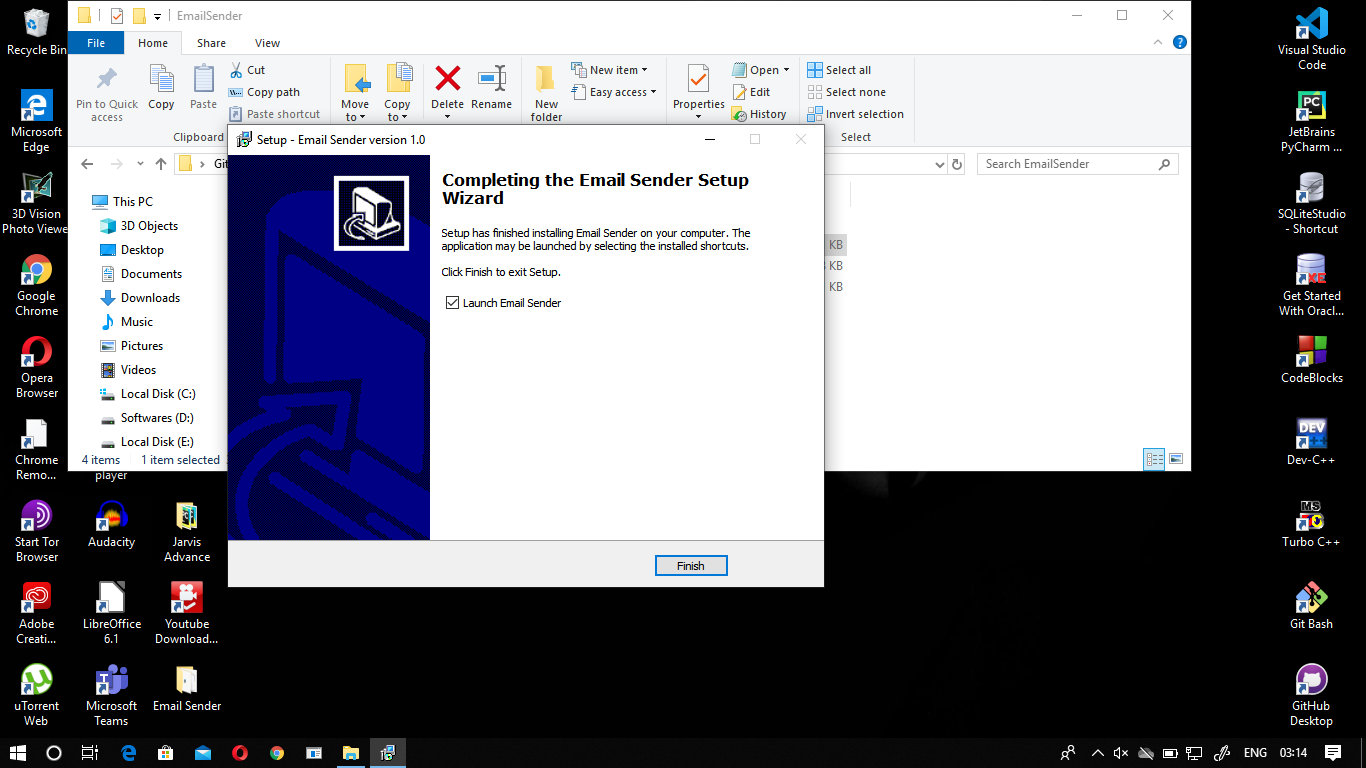 Recycle Bin
Microsoft
Edge
3D Vision
Photo Viewe
Google
Chrome
Opera
Browser
Chrome
Remo...
Start Tor
Browser
Adobe
Creati...
uTorrent
Web
player
Audacity
LibreOffice
6.1
Microsoft
Teams
Jarvis
Advance
Youtube
Download...
Email Sender
EmailSender
File
Home
Share
View
Pin to Quick
access
Copy
Paste
Cut
Copy path
Paste shortcut
Clipboard
Move
to
Copy
to
Delete
Rename
New
folder
New item
Easy access
Properties
Open
Edit
History
Select all
Select none
Invert selection
Select
Search EmailSender
This PC
3D Objects
Desktop
Documents
Downloads
Music
Pictures
Videos
Local Disk (C:)
Softwares (D:)
Local Disk (E:)
4 items
1 item selected
KB
KB
KB
Setup - Email Sender version 1.0
Completing the Email Sender Setup
Wizard
Setup has finished installing Email Sender on your computer. The
application may be launched by selecting the installed shortcuts.
Click Finish to exit Setup.
Launch Email Sender
Finish
Visual Studio
Code
PC
JetBrains
PyCharm ...
SQLiteStudio
- Shortcut
XE
Get Started
With Oracl...
CodeBlocks
DEV
Dev-C++
MS
Turbo C++
Git Bash
GitHub
Desktop
ENG
03:14